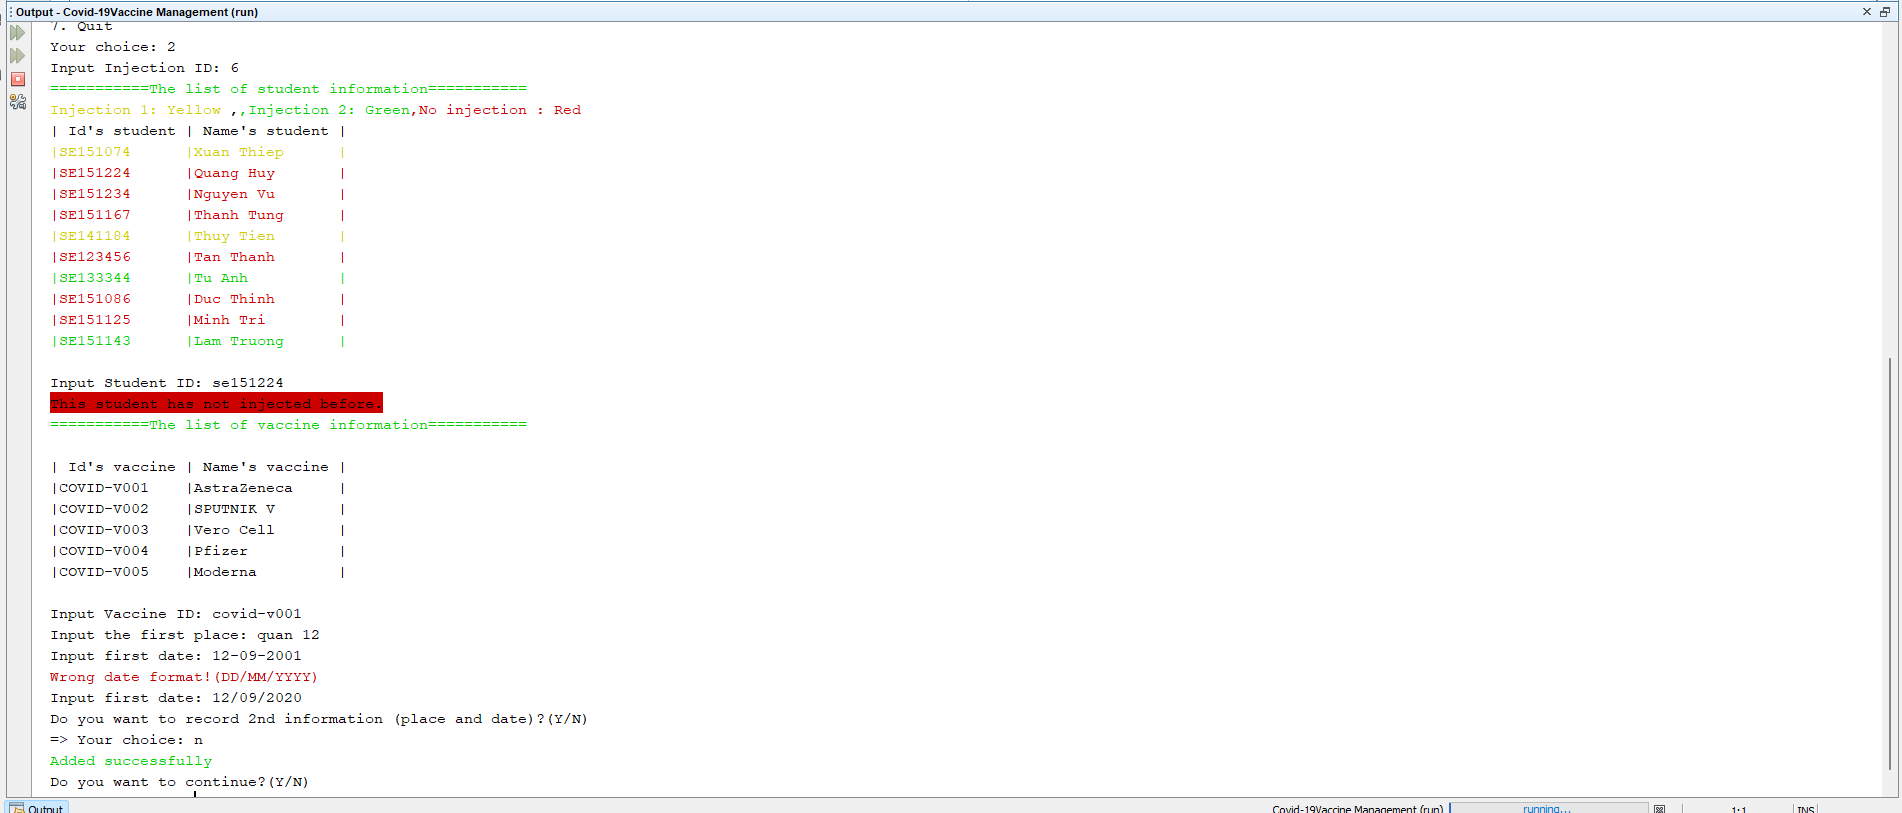 Output - Covid-19Vaccine Management (run)
7. Quit
Your choice: 2
Input Injection ID: 6
===========The list of student information===========
Injection 1: Yellow ,,Injection 2: Green,No injection : Red
| Id's student | Name's student |
|SE151074 |Xuan Thiep |
|SE151224 |Quang Huy |
|SE151234 |Nguyen Vu |
|SE151167 |Thanh Tung |
|SE141184 |Thuy Tien |
|SE123456 |Tan Thanh |
|SE133344 |Tu Anh |
|SE151086 |Duc Thinh |
|SE151125 |Minh Tri |
|SE151143 |Lam Truong |
Input Student ID: se151224
This student has not injected before.
===========The list of vaccine information===========
| Id's vaccine | Name's vaccine |
|COVID-V001 |AstraZeneca |
|COVID-V002 |SPUTNIK V |
|COVID-V003 |Vero Cell |
|COVID-V004 |Pfizer |
|COVID-V005 |Moderna |
Input Vaccine ID: covid-v001
Input the first place: quan 12
Input first date: 12-09-2001
Wrong date format!(DD/MM/YYYY)
Input first date: 12/09/2020
Do you want to record 2nd information (place and date)?(Y/N)
=> Your choice: n
Added successfully
Do you want to continue?(Y/N)
Output Covid-19Vaccine Management (run) running... 1:1 INS